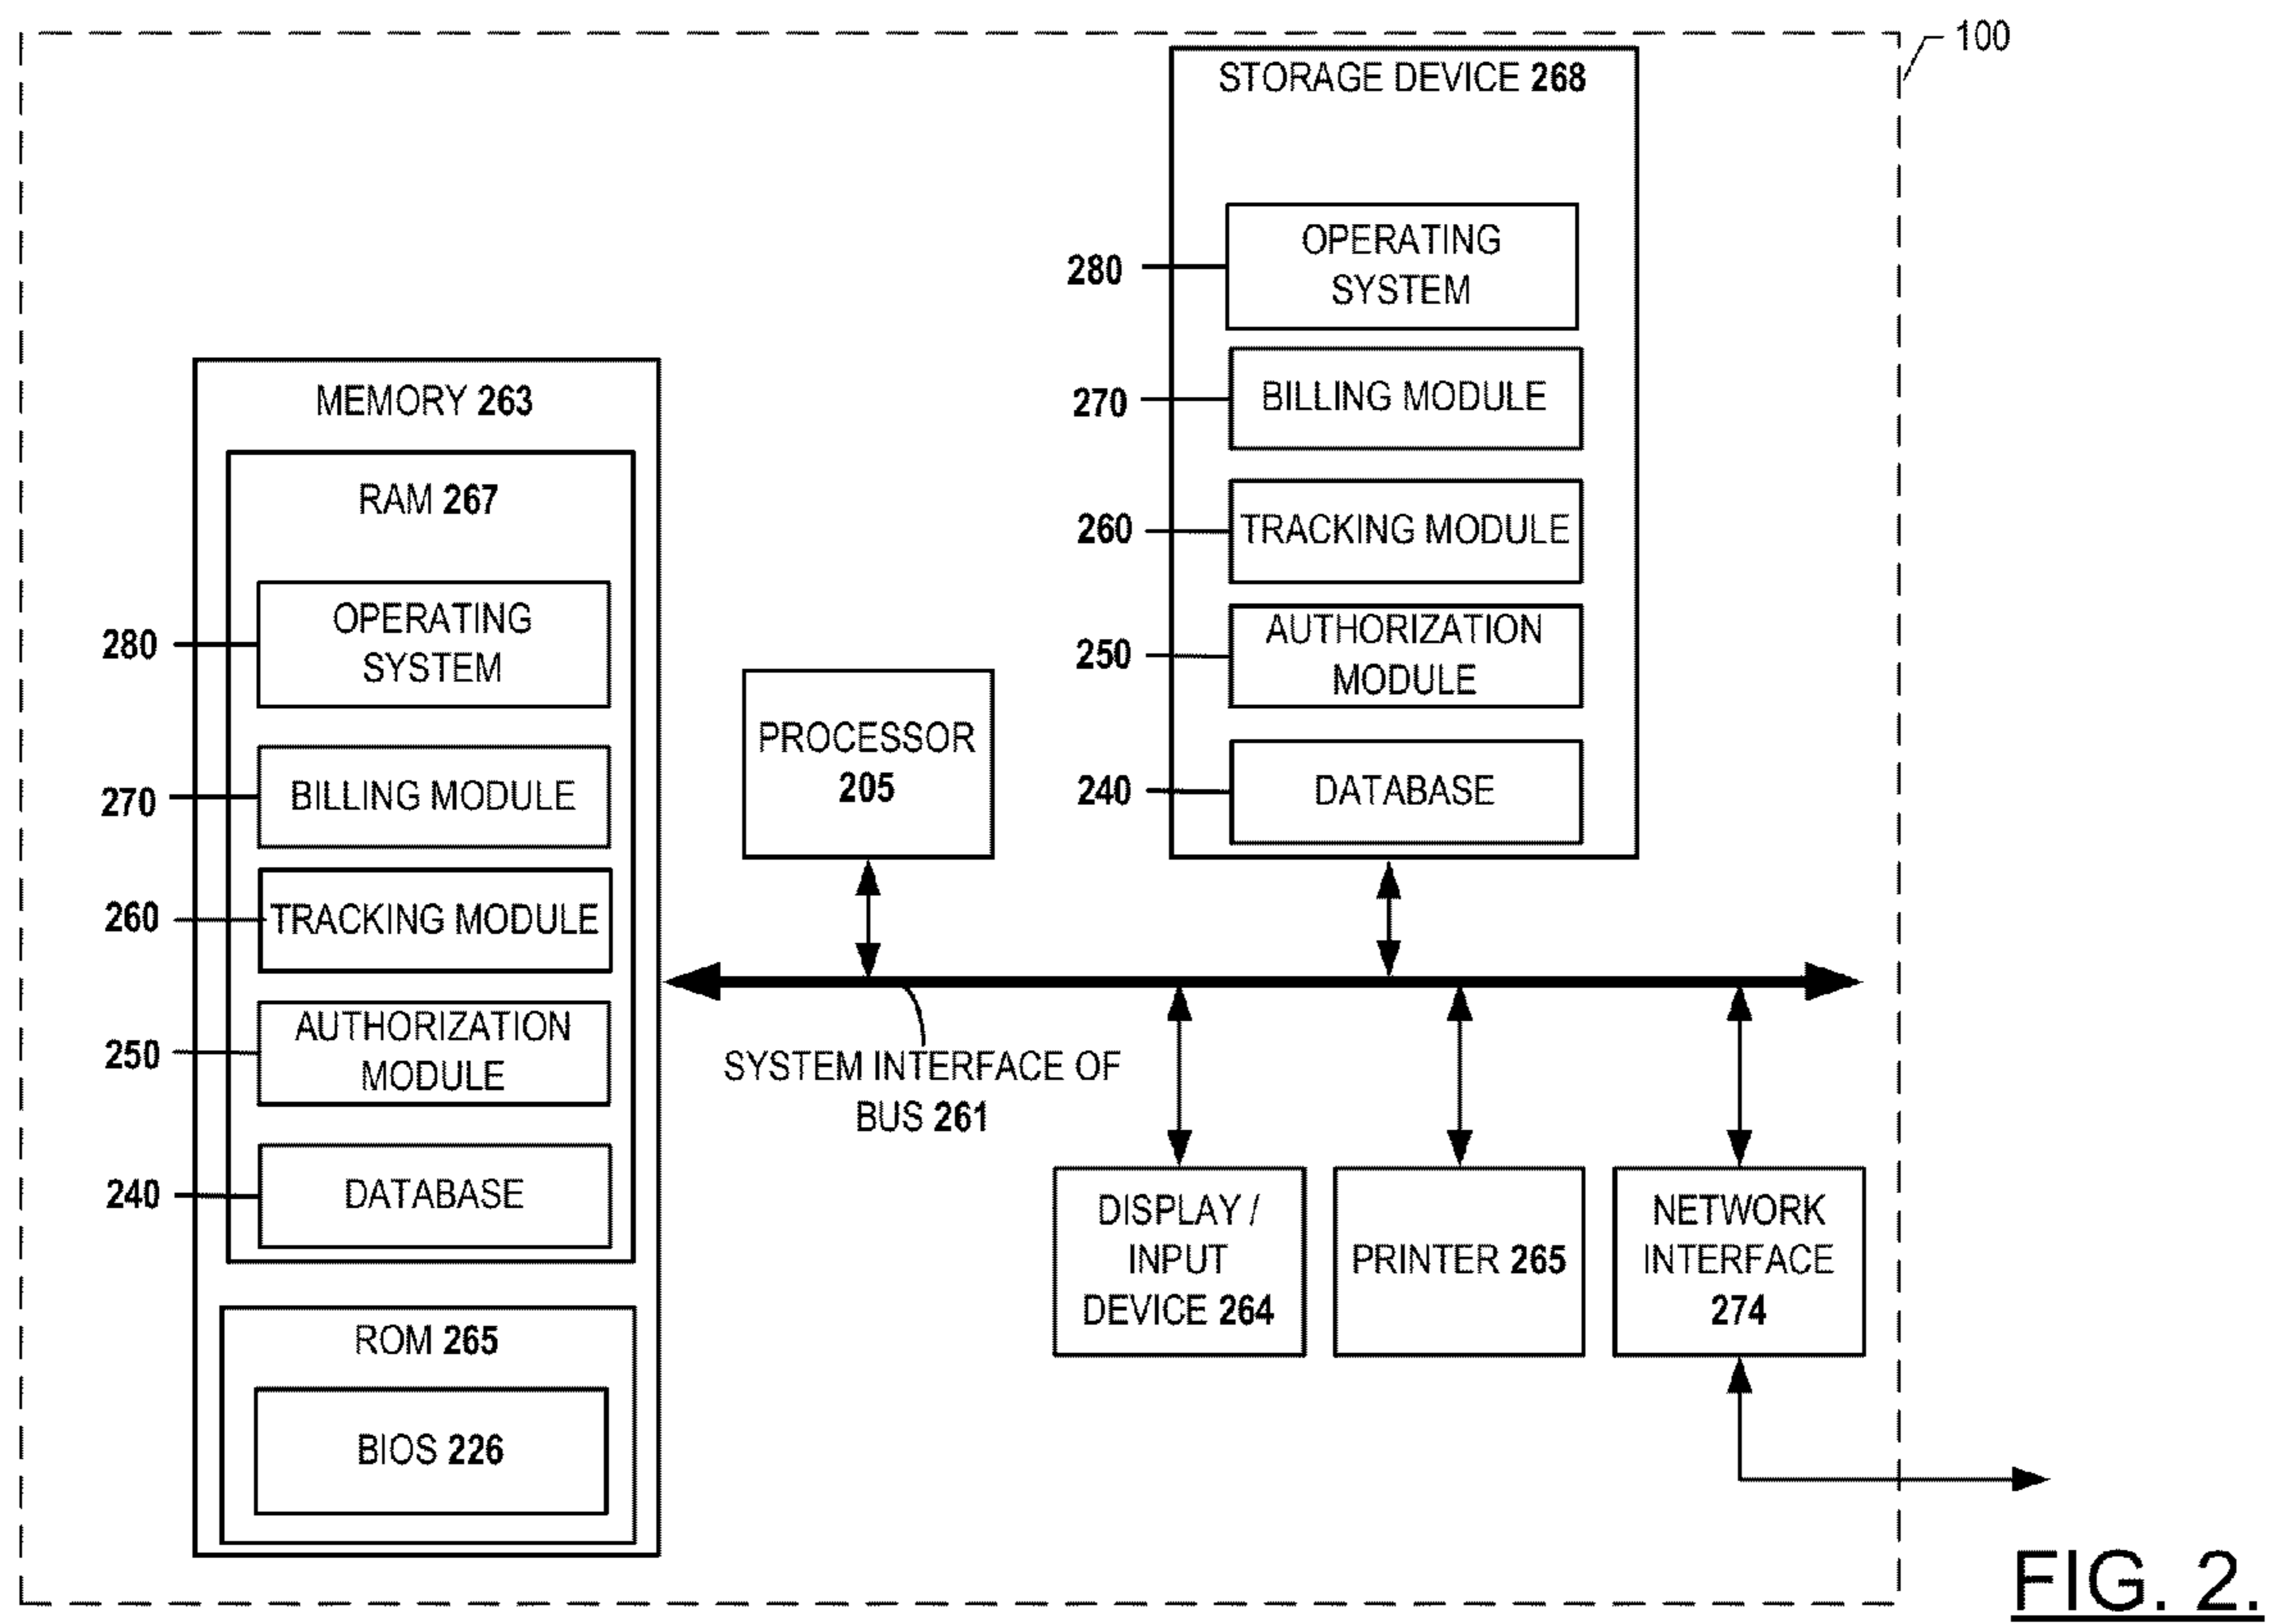 100
STORAGE DEVICE 268
OPERATING
SYSTEM
280
BILLING MODULE
270
TRACKING MODULE
260
AUTHORIZATION
MODULE
250
DATABASE
240
MEMORY 263
RAM 267
OPERATING
SYSTEM
280
BILLING MODULE
270
TRACKING MODULE
260
AUTHORIZATION
MODULE
250
DATABASE
240
ROM 265
BIOS 226
PROCESSOR
205
SYSTEM INTERFACE OF
BUS 261
DISPLAY /
INPUT
DEVICE 264
PRINTER 265
NETWORK
INTERFACE
274
FIG. 2.